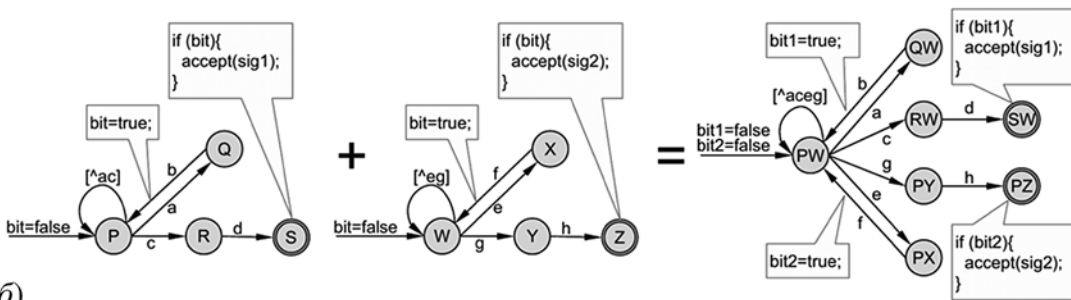 if (bit){
accept(sig1);
}
bit=true;
Q
b
a
[^ac]
bit=false
P
c
R
d
S
+
if (bit){
accept(sig2);
}
bit=true;
X
f
e
[^eg]
bit=false
W
g
Y
h
Z
=
bit1=true;
if (bit1){
accept(sig1);
}
QW
b
a
[^aceg]
RW
d
SW
c
bit1=false
bit2=false
PW
g
PY
h
PZ
e
f
PX
bit2=true;
if (bit2){
accept(sig2);
}
б)